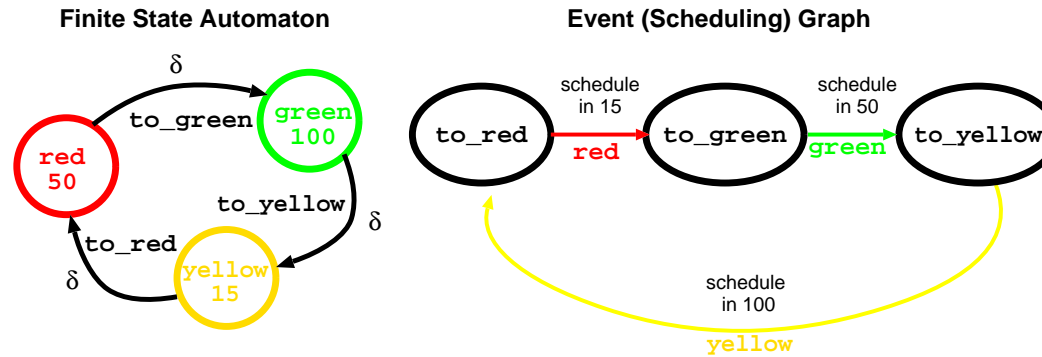 Finite State Automaton
δ
to_green
green
100
red
50
to_yellow
δ
to_red
δ
yellow
15
Event (Scheduling) Graph
schedule
in 15
schedule
in 50
to_red
to_green
to_yellow
red
green
schedule
in 100
yellow